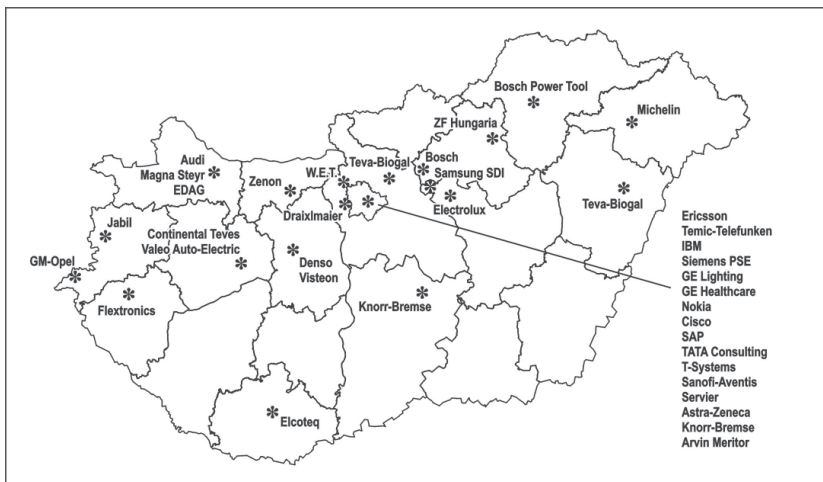 Bosch Power Tool
Michelin
ZF Hungaria
Audi
Magna Steyr
EDAG
Zenon
W.E.T.
Teva-Biogal
Bosch
Samsung SDI
Electrolux
Draixlmaier
Teva-Biogal
Jabil
Continental Teves
Valeo Auto-Electric
GM-Opel
Denso
Visteon
Flextronics
Knorr-Bremse
Elcoteq
Ericsson
Temic-Telefunken
IBM
Siemens PSE
GE Lighting
GE Healthcare
Nokia
Cisco
SAP
TATA Consulting
T-Systems
Sanofi-Aventis
Servier
Astra-Zeneca
Knorr-Bremse
Arvin Meritor